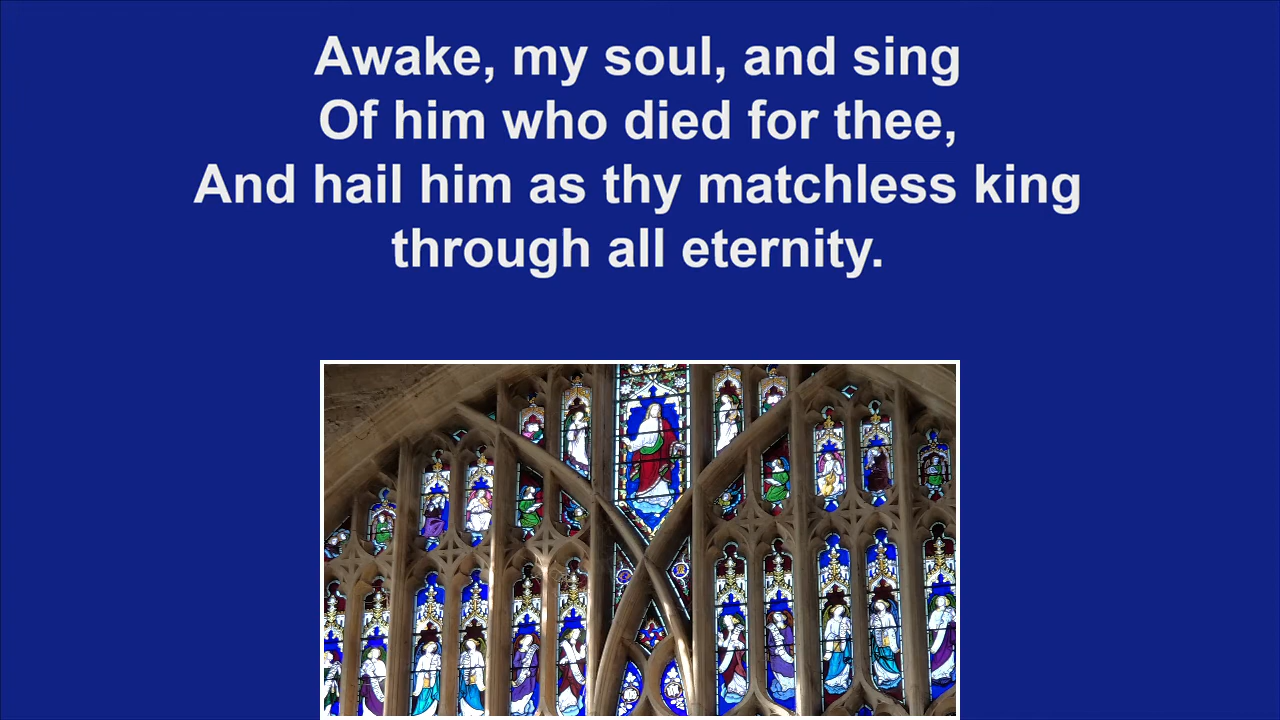 Awake, my soul, and sing
Of him who died for thee,
And hail him as thy matchless king
through all eternity.